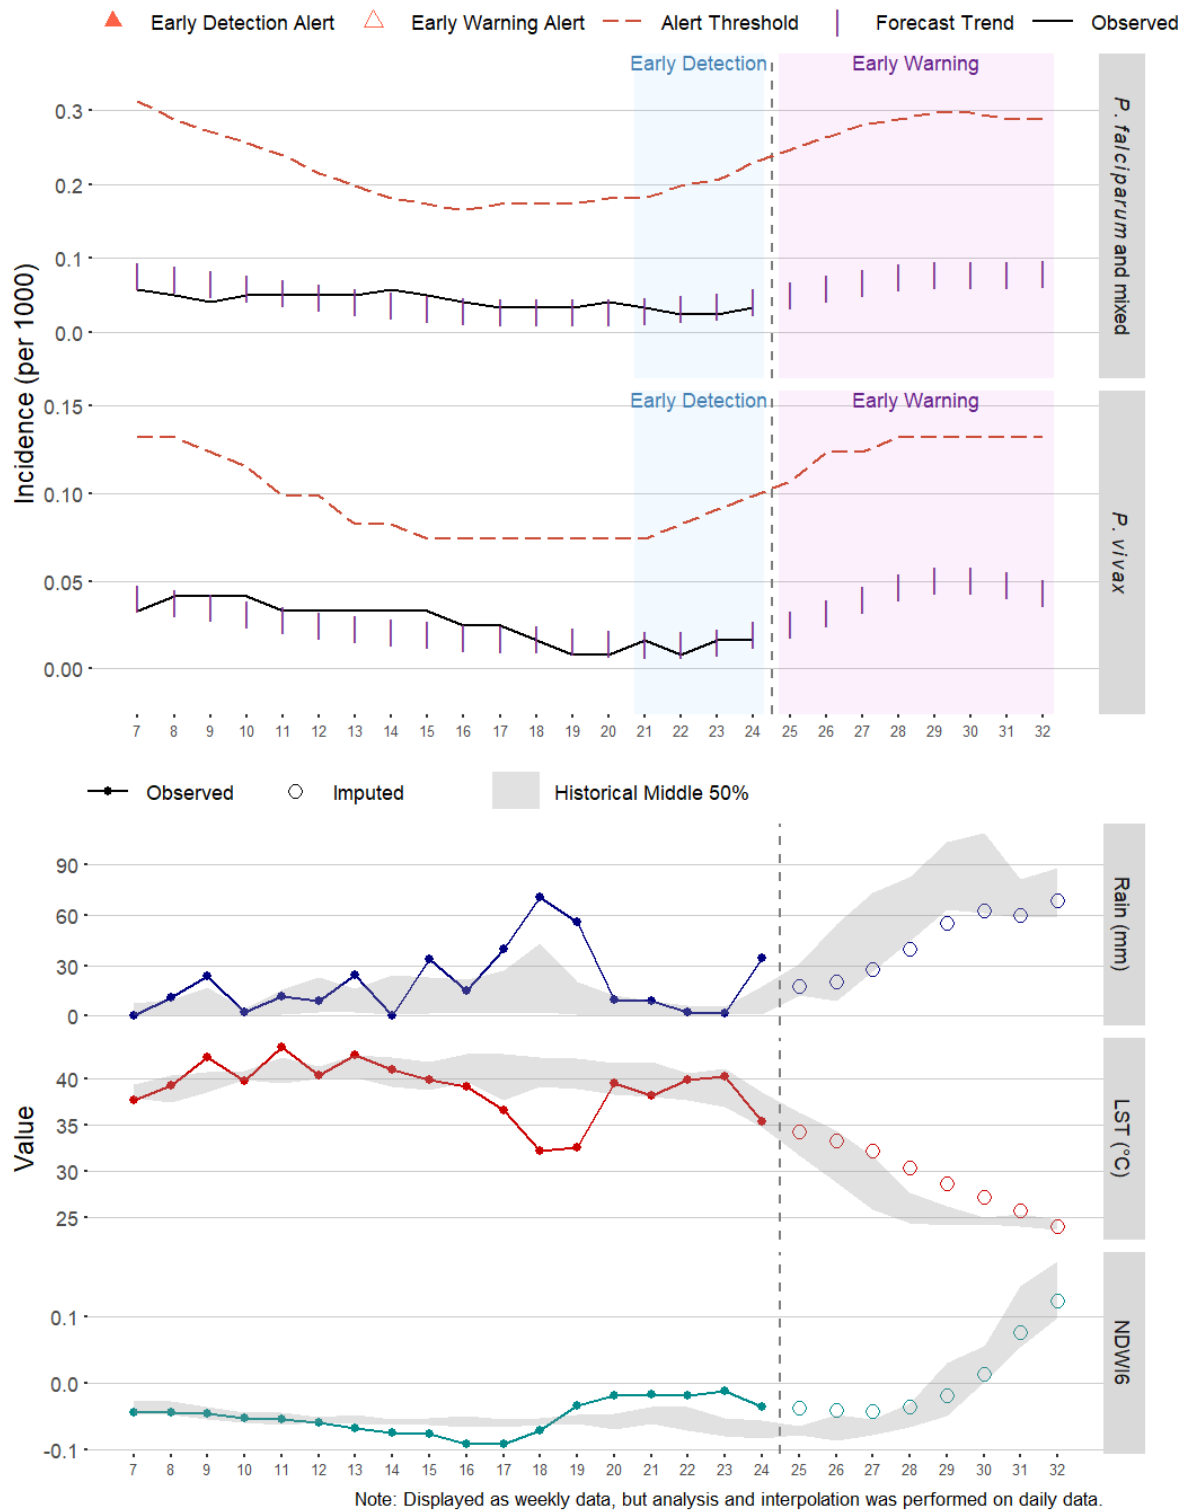 Early Detection Alert Early Warning Alert Alert Threshold Forecast Trend Observed
Early Detection Early Warning
0.3
0.2
0.1
0.0
P. falciparum and mixed
Incidence (per 1000)
Early Detection Early Warning
0.15
0.10
0.05
0.00
P. vivax
7 8 9 10 11 12 13 14 15 16 17 18 19 20 21 22 23 24 25 26 27 28 29 30 31 32
Observed Imputed Historical Middle 50%
90
60
30
0
Rain (mm)
40
35
30
25
LST (°C)
Value
0.1
0.0
-0.1
NDWI6
7 8 9 10 11 12 13 14 15 16 17 18 19 20 21 22 23 24 25 26 27 28 29 30 31 32
Note: Displayed as weekly data, but analysis and interpolation was performed on daily data.